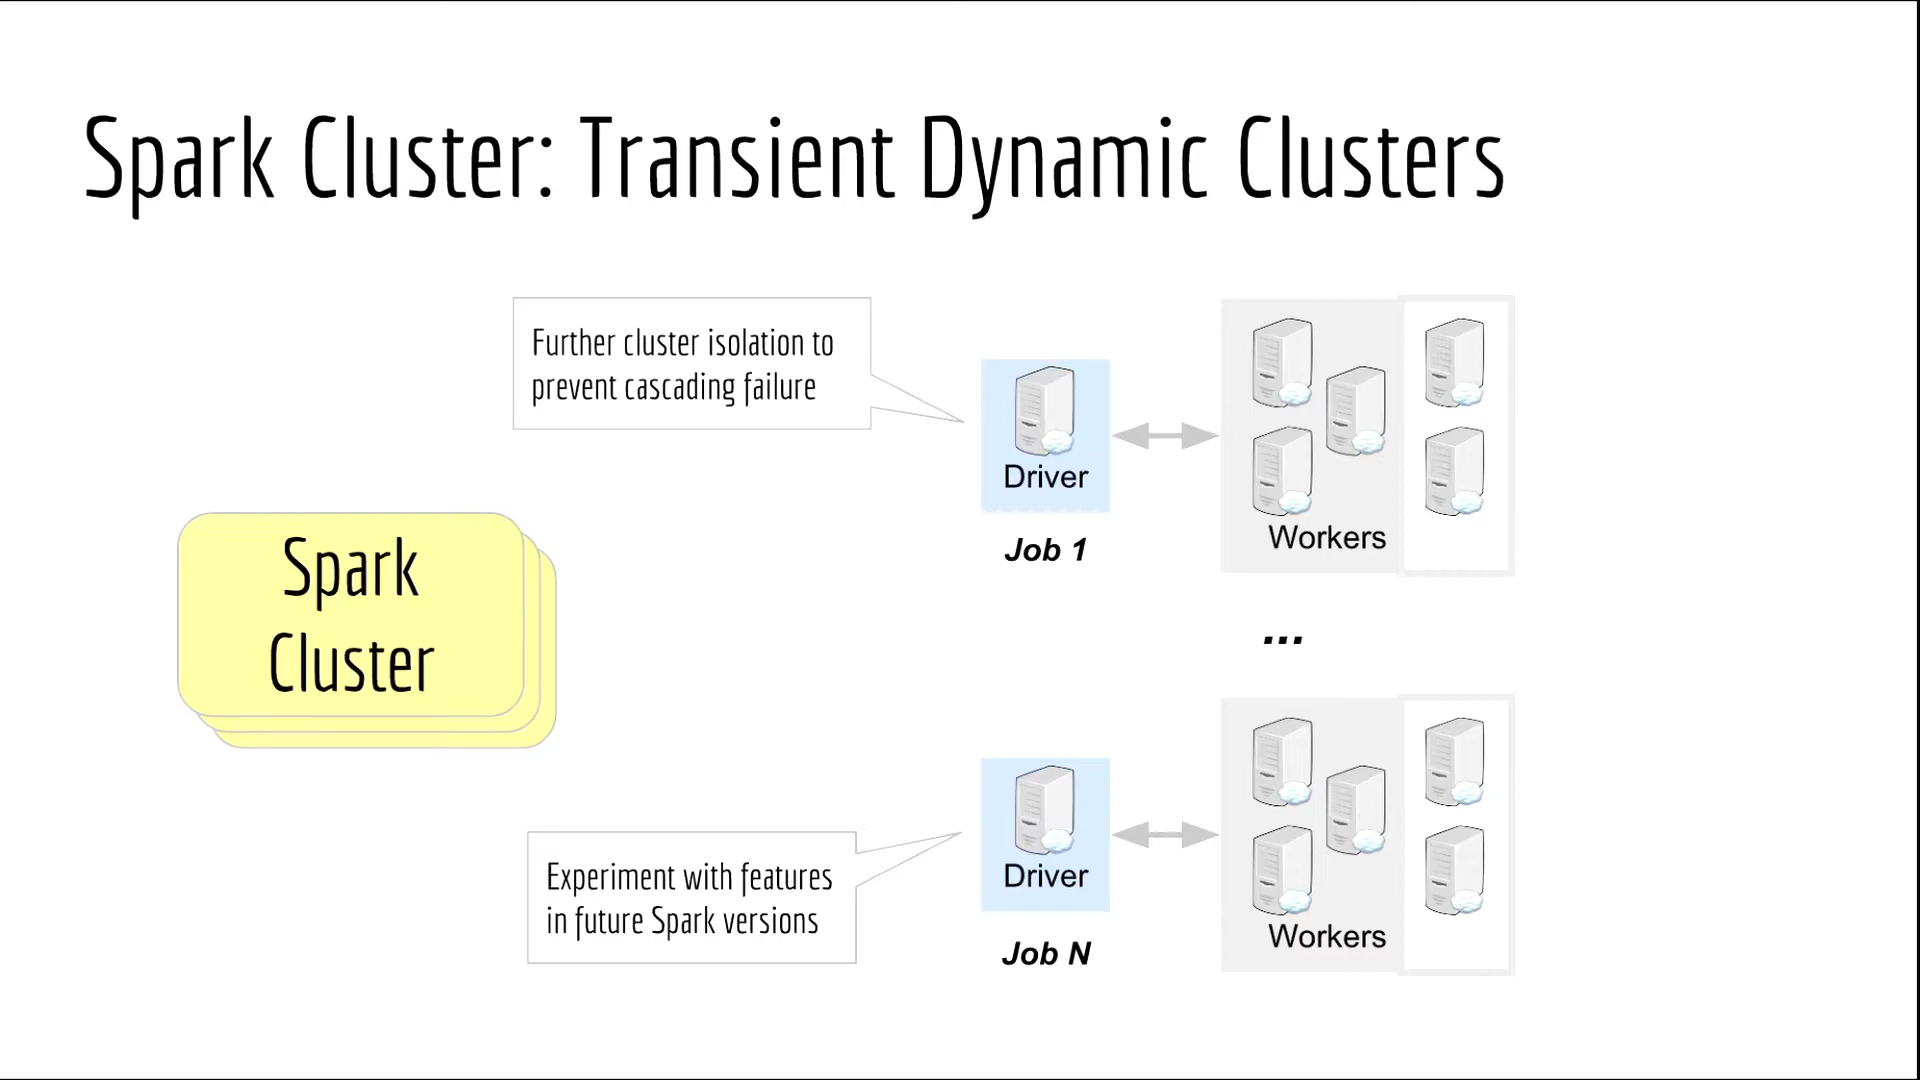 Spark Cluster: Transient Dynamic Clusters
Further cluster isolation to
prevent cascading failure
Driver
Job 1
Workers
...
Spark
Cluster
Experiment with features
in future Spark versions
Driver
Job N
Workers